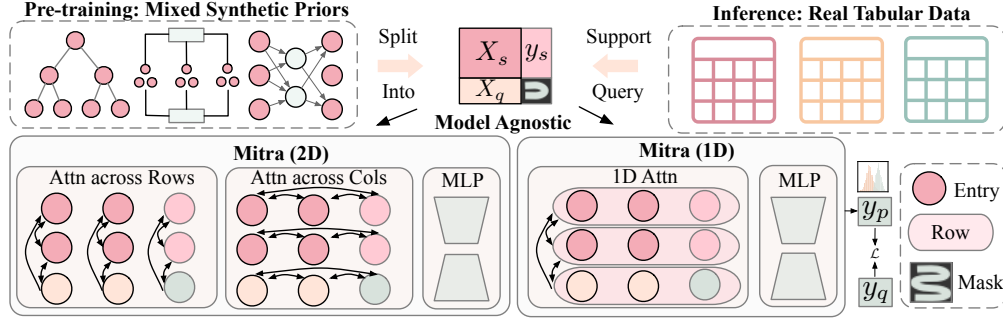 Pre-training: Mixed Synthetic Priors
Inference: Real Tabular Data
Split
Into
X_s y_s
X_q
Support
Query
Model Agnostic
Mitra (2D)
Attn across Rows
Attn across Cols
MLP
Mitra (1D)
1D Attn
MLP
y_p
ℒ
y_q
Entry
Row
Mask